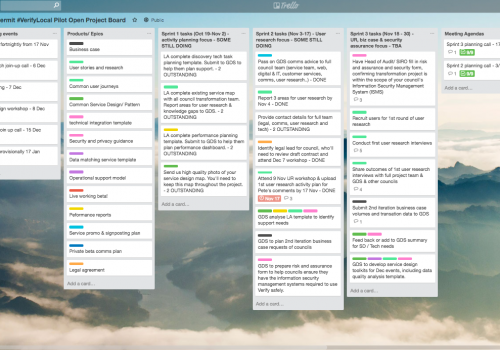 Trello
ermit #VerifyLocal Pilot Open Project Board
Public
g events
fortnightly from 17 Nov
nch join up call - 6 Dec
day - 5 Dec
sign workshop - 8 Dec
oin up call - 15 Dec
rovisionally 17 Jan
Products/ Epics
Business case
User stories and research
Common user journeys
Common Service Design/ Pattern
technical integration template
Security and privacy guidance
Data matching service template
Operational support model
Live working beta!
Peformance reports
Service promo & signposting plan
Private beta comms plan
Legal agreement
Add a card...
Sprint 1 tasks (Oct 19-Nov 2) -
activity planning focus - SOME
STILL DOING
LA complete discovery tech task
planning template. Submit to GDS to
help them plan support. - 2
OUTSTANDING
LA complete existing service map
with all council transformation team.
Report areas for user research &
knowledge gaps to GDS. - 2
OUTSTANDING
LA complete performance planning
template. Submit to GDS to help them
plan performance dashboard. - 2
OUTSTANDING
Send us high quality photo of your
service design map. You'll need to
keep this map throughout the project.
- 2 OUTSTANDING
Add a card...
Sprint 2 tasks (Nov 3-17) - User
research focus - SOME STILL
DOING
Pass on GDS comms advice to full
council team (service team, web,
digital & IT, customer services,
comms, user research..) - DONE
Report 3 areas for user research by
Nov 4 - DONE
Provide contact details for full team
(legal, comms, user research and
tech) - 2 OUTSTANDING
Identify legal lead for council, who'll
need to review draft contract and
attend Dec 7 workshop - DONE
Attend 9 Nov UR workshop & upload
1st user research activity plan for
Pete's comments by 17 Nov - DONE
Nov 17
3
GDS analyse LA template to identify
support needs
GDS to plan 2nd iteration business
case requests of councils
GDS to prepare risk and assurance
form to help councils ensure they
have the information security
management systems required to use
Verify safely.
Add a card...
Sprint 3 tasks (Nov 16 - 30) -
UR, biz case & security
assurance focus - TBA
Have Head of Audit/ SIRO fill in risk
and assurance and security form,
confirming transformation project is
within the scope of your council's
Information Security Management
System (ISMS)
3
Recruit users for 1st round of user
research
Conduct first user research
interviews
3
Share outcomes of 1st user research
interviews with full project team &
GDS & other councils
4
Submit 2nd iteration business case
volumes and transation data to GDS
2
Feed back or add to GDS summary
for SO / Tech needs
3
GDS to develop service design
toolkits for Dec events, including data
quality analysis template.
Add a card...
Meeting Agendas
Sprint 3 planning call - 17
1
9/9
Sprint 2 planning call - 3 N
1
9/9
Add a card...